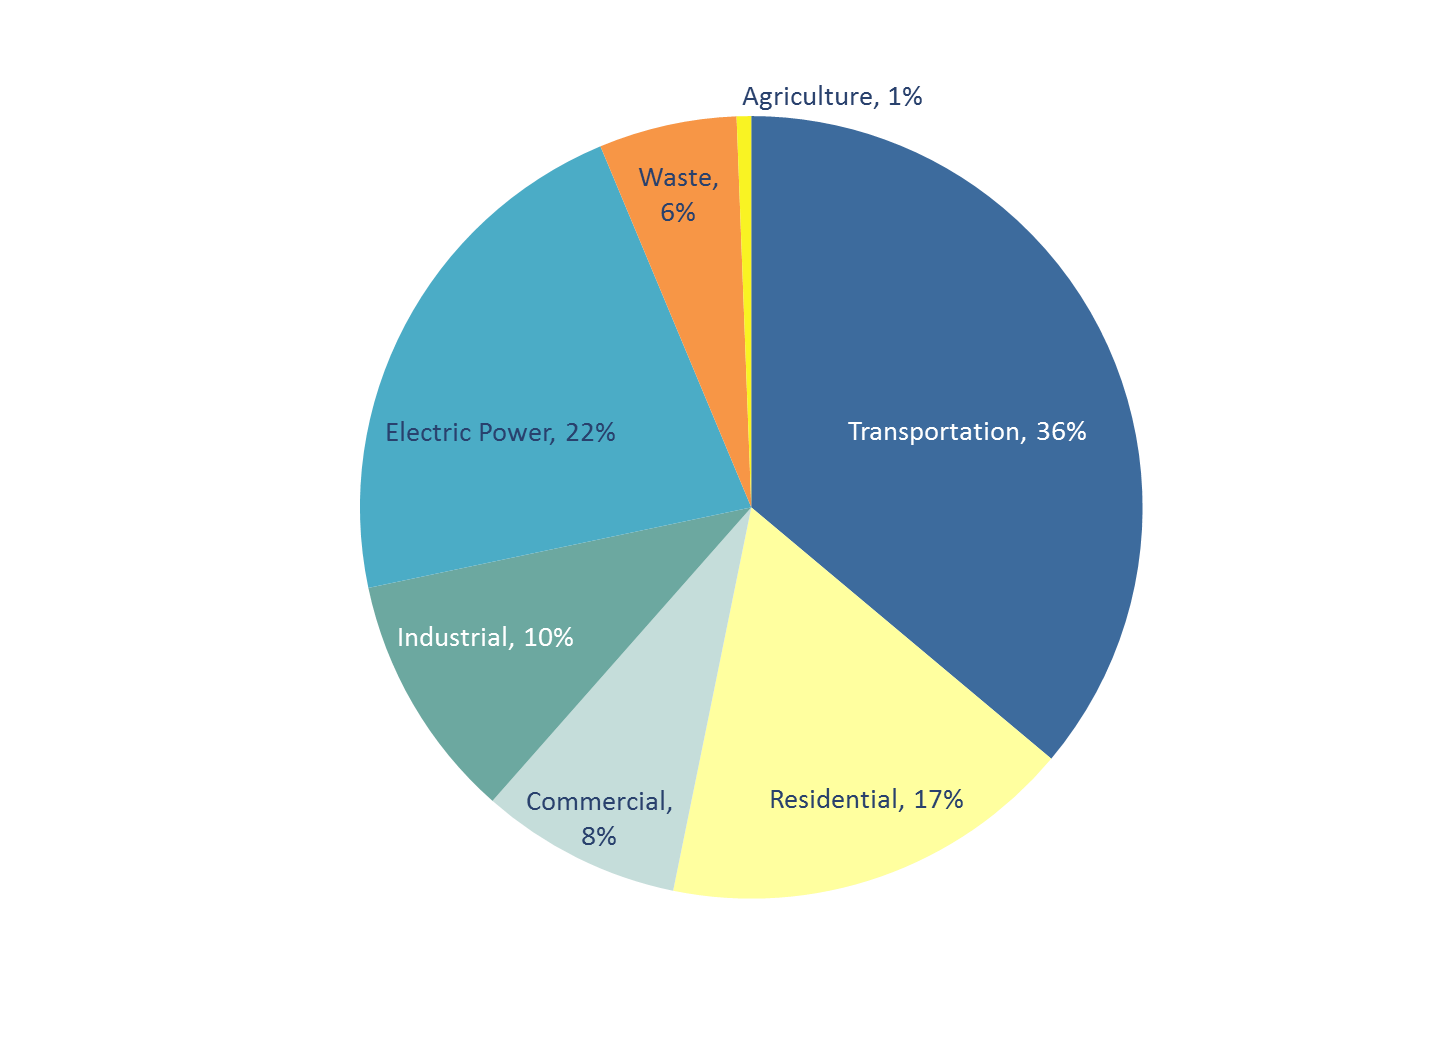 Agriculture, 1%
Waste,
6%
Transportation, 36%
Electric Power, 22%
Industrial, 10%
Residential, 17%
Commercial,
8%